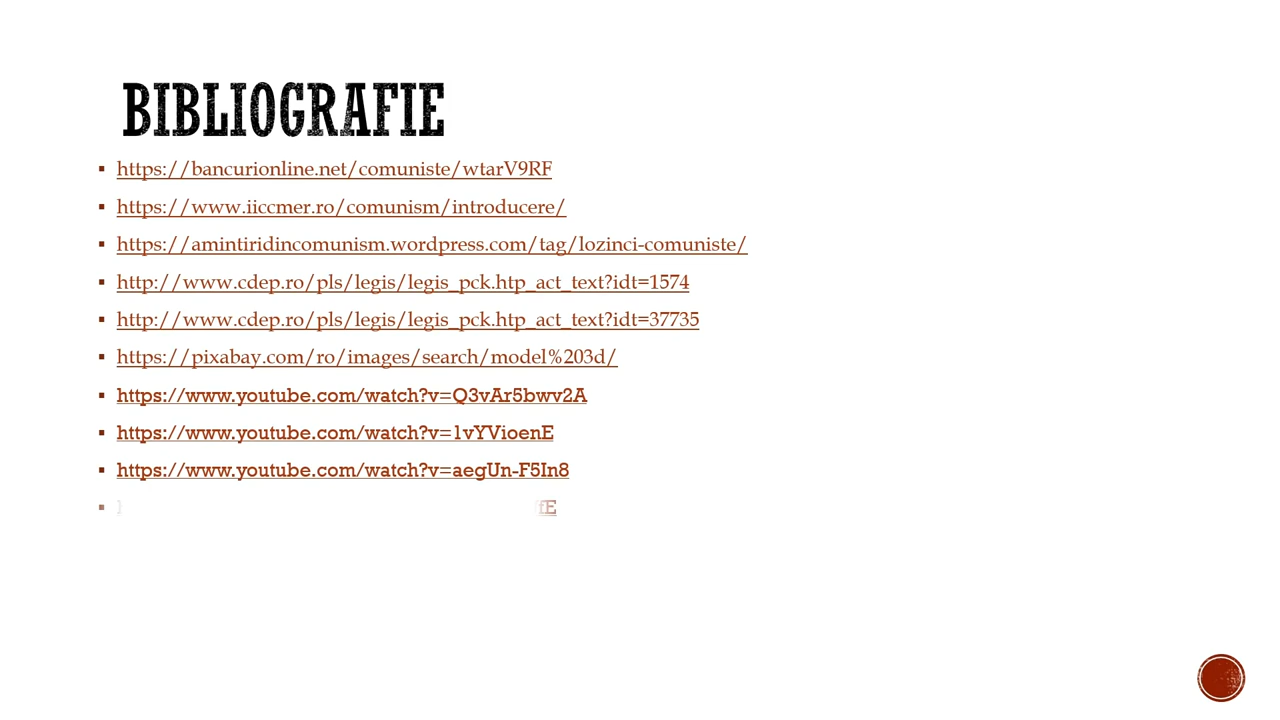 BIBLIOGRAFIE
https://bancurionline.net/comuniste/wtarV9RF
https://www.iiccmer.ro/comunism/introducere/
https://amintiridincomunism.wordpress.com/tag/lozinci-comuniste/
http://www.cdep.ro/pls/legis/legis_pck.htp_act_text?idt=1574
http://www.cdep.ro/pls/legis/legis_pck.htp_act_text?idt=37735
https://pixabay.com/ro/images/search/model%203d/
https://www.youtube.com/watch?v=Q3vAr5bwv2A
https://www.youtube.com/watch?v=1vYVioenE
https://www.youtube.com/watch?v=aegUn-F5In8